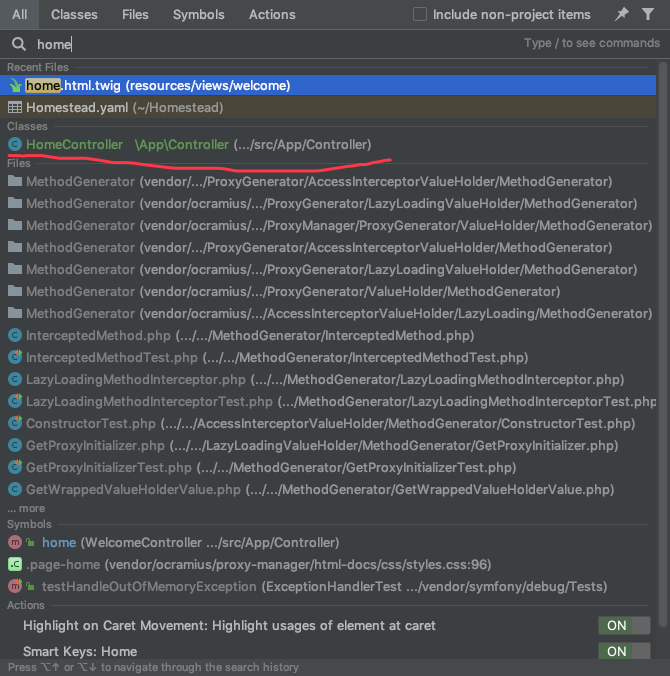 All Classes Files Symbols Actions Include non-project items
home Type / to see commands
Recent Files
home.html.twig (resources/views/welcome)
Homestead.yaml (~/Homestead)
Classes
C HomeController \App\Controller (.../src/App/Controller)
Files
MethodGenerator (vendor/.../ProxyGenerator/AccessInterceptorValueHolder/MethodGenerator)
MethodGenerator (vendor/ocramius/.../ProxyGenerator/LazyLoadingValueHolder/MethodGenerator)
MethodGenerator (vendor/ocramius/.../ProxyManager/ProxyGenerator/ValueHolder/MethodGenerator)
MethodGenerator (vendor/.../ProxyGenerator/AccessInterceptorValueHolder/MethodGenerator)
MethodGenerator (vendor/ocramius/.../ProxyGenerator/LazyLoadingValueHolder/MethodGenerator)
MethodGenerator (vendor/ocramius/.../ProxyGenerator/ValueHolder/MethodGenerator)
MethodGenerator (vendor/ocramius/.../AccessInterceptorValueHolder/LazyLoading/MethodGenerator)
C InterceptedMethod.php (.../.../MethodGenerator/InterceptedMethod.php)
C InterceptedMethodTest.php (.../.../MethodGenerator/InterceptedMethodTest.php)
C LazyLoadingMethodInterceptor.php (.../.../MethodGenerator/LazyLoadingMethodInterceptor.php)
C LazyLoadingMethodInterceptorTest.php (.../.../MethodGenerator/LazyLoadingMethodInterceptorTest.php
C ConstructorTest.php (.../.../AccessInterceptorValueHolder/MethodGenerator/ConstructorTest.php)
C GetProxyInitializer.php (.../.../LazyLoadingValueHolder/MethodGenerator/GetProxyInitializer.php)
C GetProxyInitializerTest.php (.../.../MethodGenerator/GetProxyInitializerTest.php)
C GetWrappedValueHolderValue.php (.../.../MethodGenerator/GetWrappedValueHolderValue.php)
... more
Symbols
m home (WelcomeController .../src/App/Controller)
.C .page-home (vendor/ocramius/proxy-manager/html-docs/css/styles.css:96)
m testHandleOutOfMemoryException (ExceptionHandlerTest .../vendor/symfony/debug/Tests)
Actions
Highlight on Caret Movement: Highlight usages of element at caret ON
Smart Keys: Home ON
Press ⌥↑ or ⌥↓ to navigate through the search history